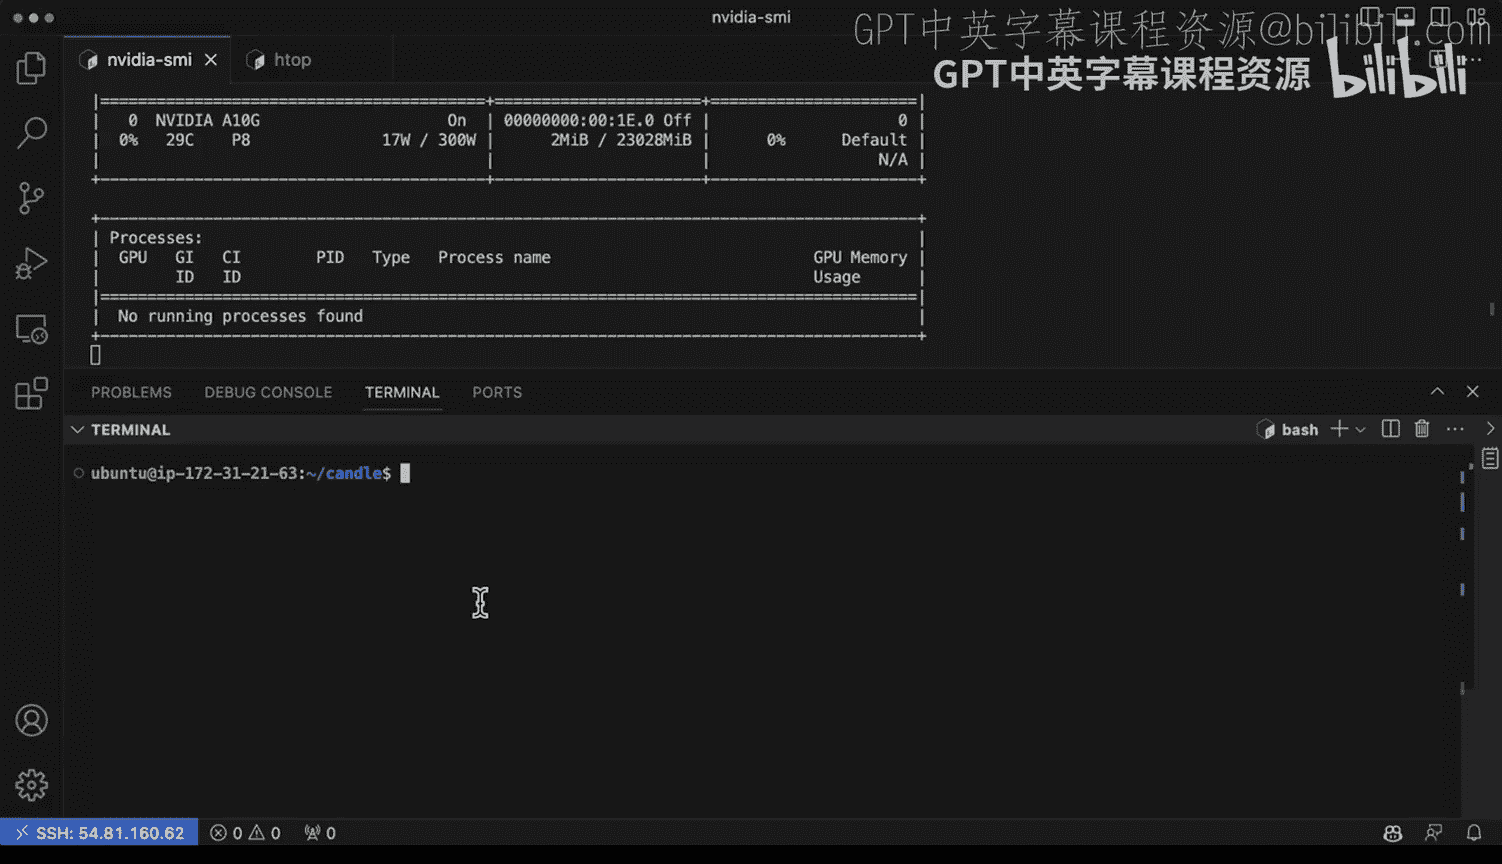 nvidia-smi
GPT中英字幕课程资源@bilibili.com
nvidia-smi
htop
GPT中英字幕课程资源 bilibili
0 NVIDIA A10G On | 00000000:00:1E.0 Off | 0
0% 29C P8 17W / 300W | 2MiB / 23028MiB | 0% Default
N/A
Processes:
GPU GI CI PID Type Process name GPU Memory
ID ID Usage
No running processes found
PROBLEMS DEBUG CONSOLE TERMINAL PORTS
TERMINAL
bash
ubuntu@ip-172-31-21-63:~/candle$
SSH: 54.81.160.62 0 0 0